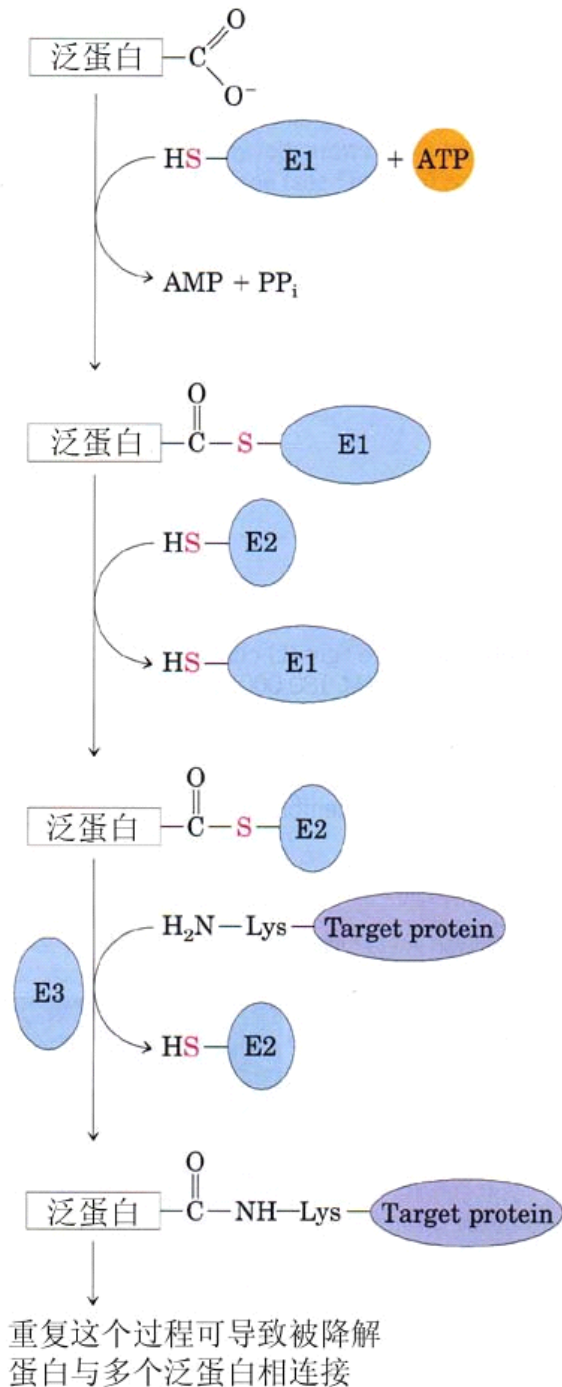 O
泛蛋白 C
O⁻
HS E1 + ATP
AMP + PPᵢ
O
泛蛋白 C S E1
HS E2
HS E1
O
泛蛋白 C S E2
H₂N Lys Target protein
E3
HS E2
O
泛蛋白 C NH Lys Target protein
重复这个过程可导致被降解
蛋白与多个泛蛋白相连接